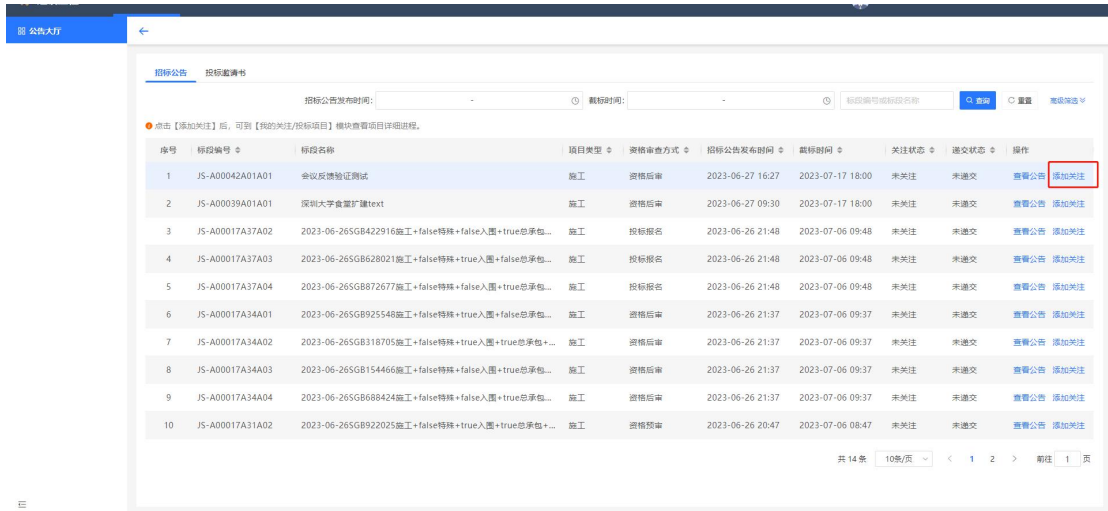 公告大厅
招标公告 投标邀请书
招标公告发布时间: - 截标时间: - 标段编号或标段名称 查询 重置 高级筛选
点击【添加关注】后，可到【我的关注/投标项目】模块查看项目详细进程。
序号 标段编号 标段名称 项目类型 资格审查方式 招标公告发布时间 截标时间 关注状态 递交状态 操作
1 JS-A00042A01A01 会议反馈验证测试 施工 资格后审 2023-06-27 16:27 2023-07-17 18:00 未关注 未递交 查看公告 添加关注
2 JS-A00039A01A01 深圳大学食堂扩建text 施工 资格后审 2023-06-27 09:30 2023-07-17 18:00 未关注 未递交 查看公告 添加关注
3 JS-A00017A37A02 2023-06-26SGB422916施工+false特殊+false入围+true总承包... 施工 投标报名 2023-06-26 21:48 2023-07-06 09:48 未关注 未递交 查看公告 添加关注
4 JS-A00017A37A03 2023-06-26SGB628021施工+false特殊+true入围+false总承包... 施工 投标报名 2023-06-26 21:48 2023-07-06 09:48 未关注 未递交 查看公告 添加关注
5 JS-A00017A37A04 2023-06-26SGB872677施工+false特殊+false入围+true总承包... 施工 投标报名 2023-06-26 21:48 2023-07-06 09:48 未关注 未递交 查看公告 添加关注
6 JS-A00017A34A01 2023-06-26SGB925548施工+false特殊+true入围+false总承包... 施工 资格后审 2023-06-26 21:37 2023-07-06 09:37 未关注 未递交 查看公告 添加关注
7 JS-A00017A34A02 2023-06-26SGB318705施工+false特殊+true入围+true总承包+... 施工 资格后审 2023-06-26 21:37 2023-07-06 09:37 未关注 未递交 查看公告 添加关注
8 JS-A00017A34A03 2023-06-26SGB154466施工+false特殊+false入围+true总承包... 施工 资格后审 2023-06-26 21:37 2023-07-06 09:37 未关注 未递交 查看公告 添加关注
9 JS-A00017A34A04 2023-06-26SGB688424施工+false特殊+false入围+true总承包... 施工 资格后审 2023-06-26 21:37 2023-07-06 09:37 未关注 未递交 查看公告 添加关注
10 JS-A00017A31A02 2023-06-26SGB922025施工+false特殊+true入围+true总承包+... 施工 资格预审 2023-06-26 20:47 2023-07-06 08:47 未关注 未递交 查看公告 添加关注
共 14 条 10条/页 < 1 2 > 前往 1 页